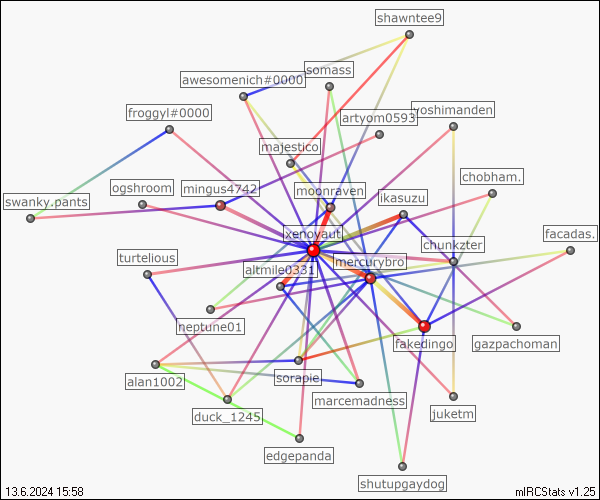 shawntee9
somass
awesomenich#0000
froggyl#0000
artyom0593
yoshimanden
majestico
chobham.
ogshroom
mingus4742
moonraven
ikasuzu
swanky.pants
xenoyaut
chunkzter
facadas.
turtelious
altmile0331
mercurybro
neptune01
fakedingo
gazpachoman
alan1002
sorapie
marcemadness
duck_1245
juketm
edgepanda
shutupgaydog
13.6.2024 15:58
mIRCStats v1.25